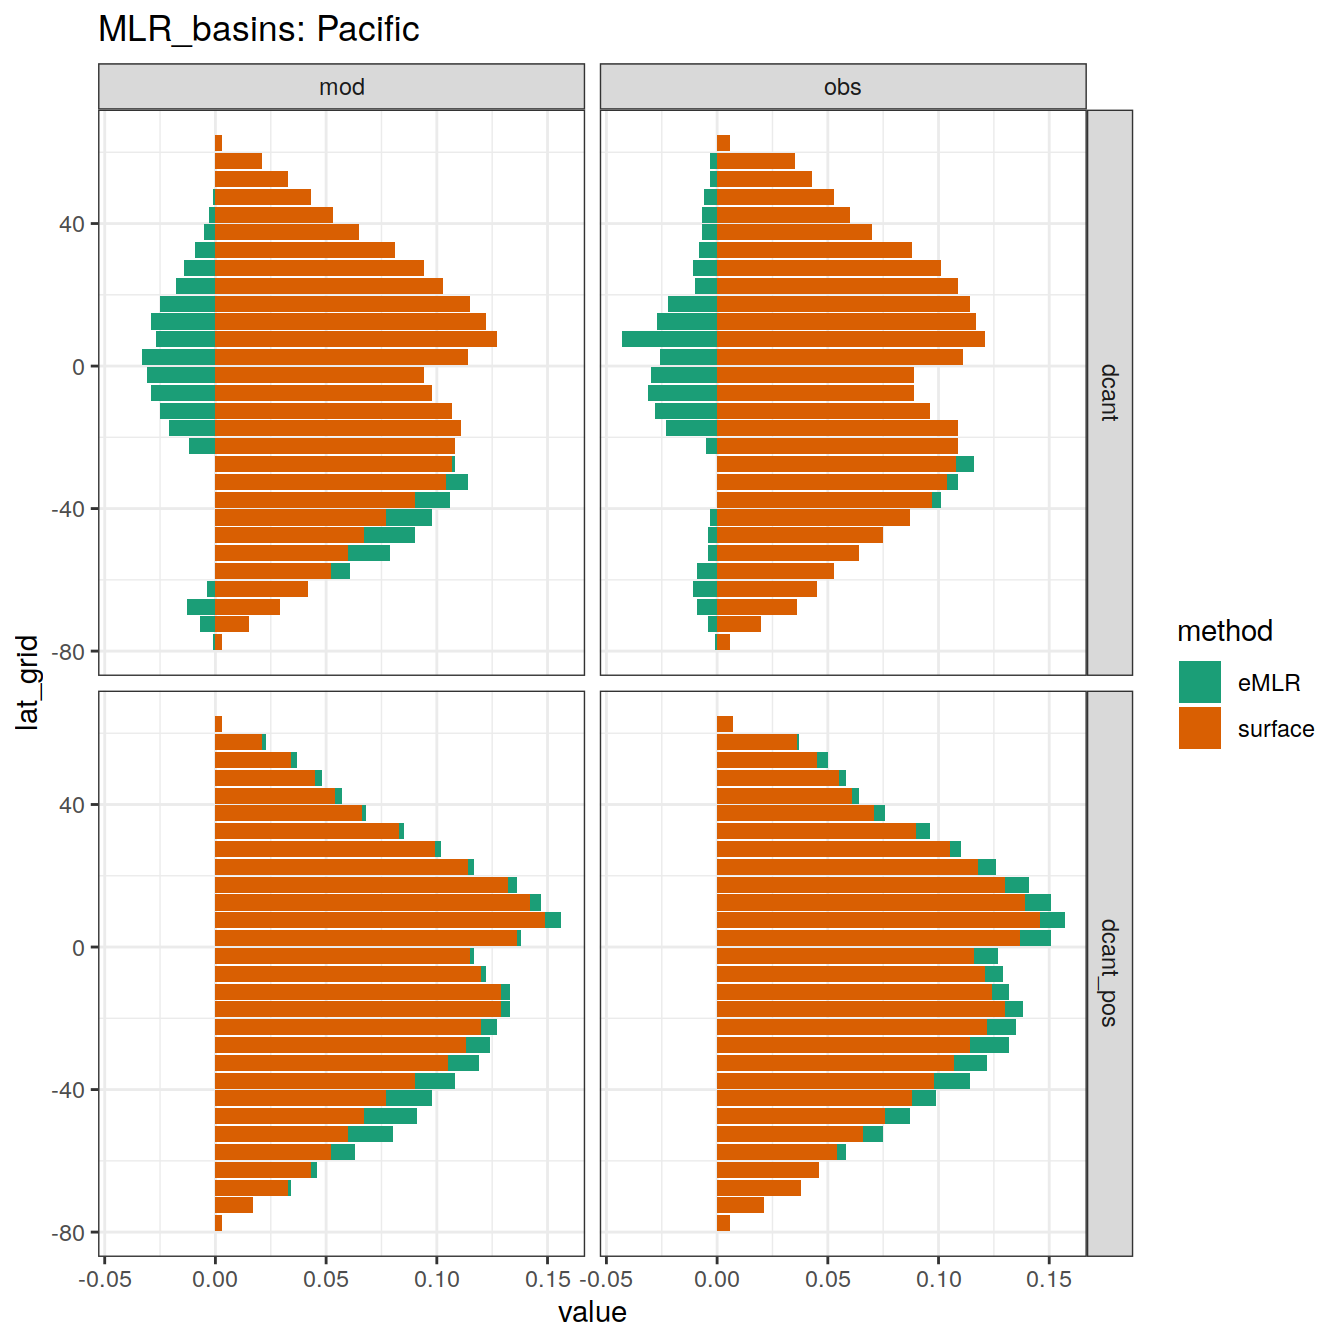 MLR_basins: Pacific
mod
obs
40
0
-40
-80
dcant
40
0
-40
-80
dcant_pos
-0.05 0.00 0.05 0.10 0.15
-0.05 0.00 0.05 0.10 0.15
value
lat_grid
method
eMLR
surface